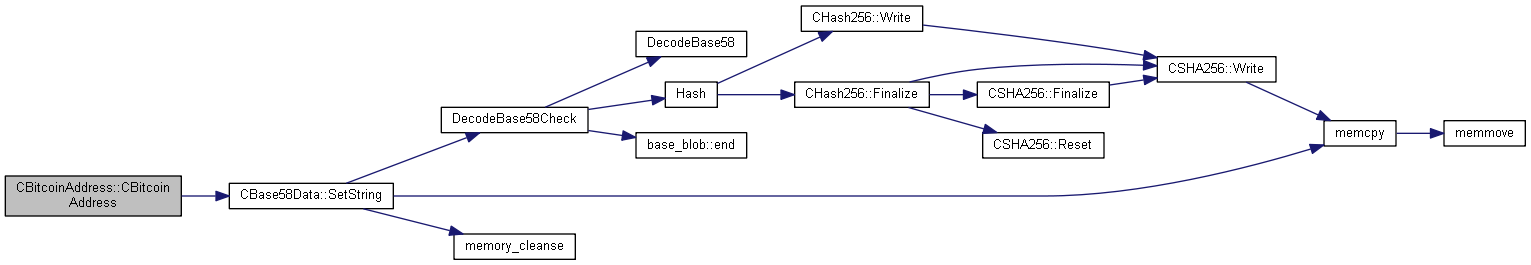 CBitcoinAddress::CBitcoin
Address
CBase58Data::SetString
DecodeBase58Check
memory_cleanse
DecodeBase58
Hash
base_blob::end
CHash256::Write
CHash256::Finalize
CSHA256::Finalize
CSHA256::Reset
CSHA256::Write
memcpy
memmove